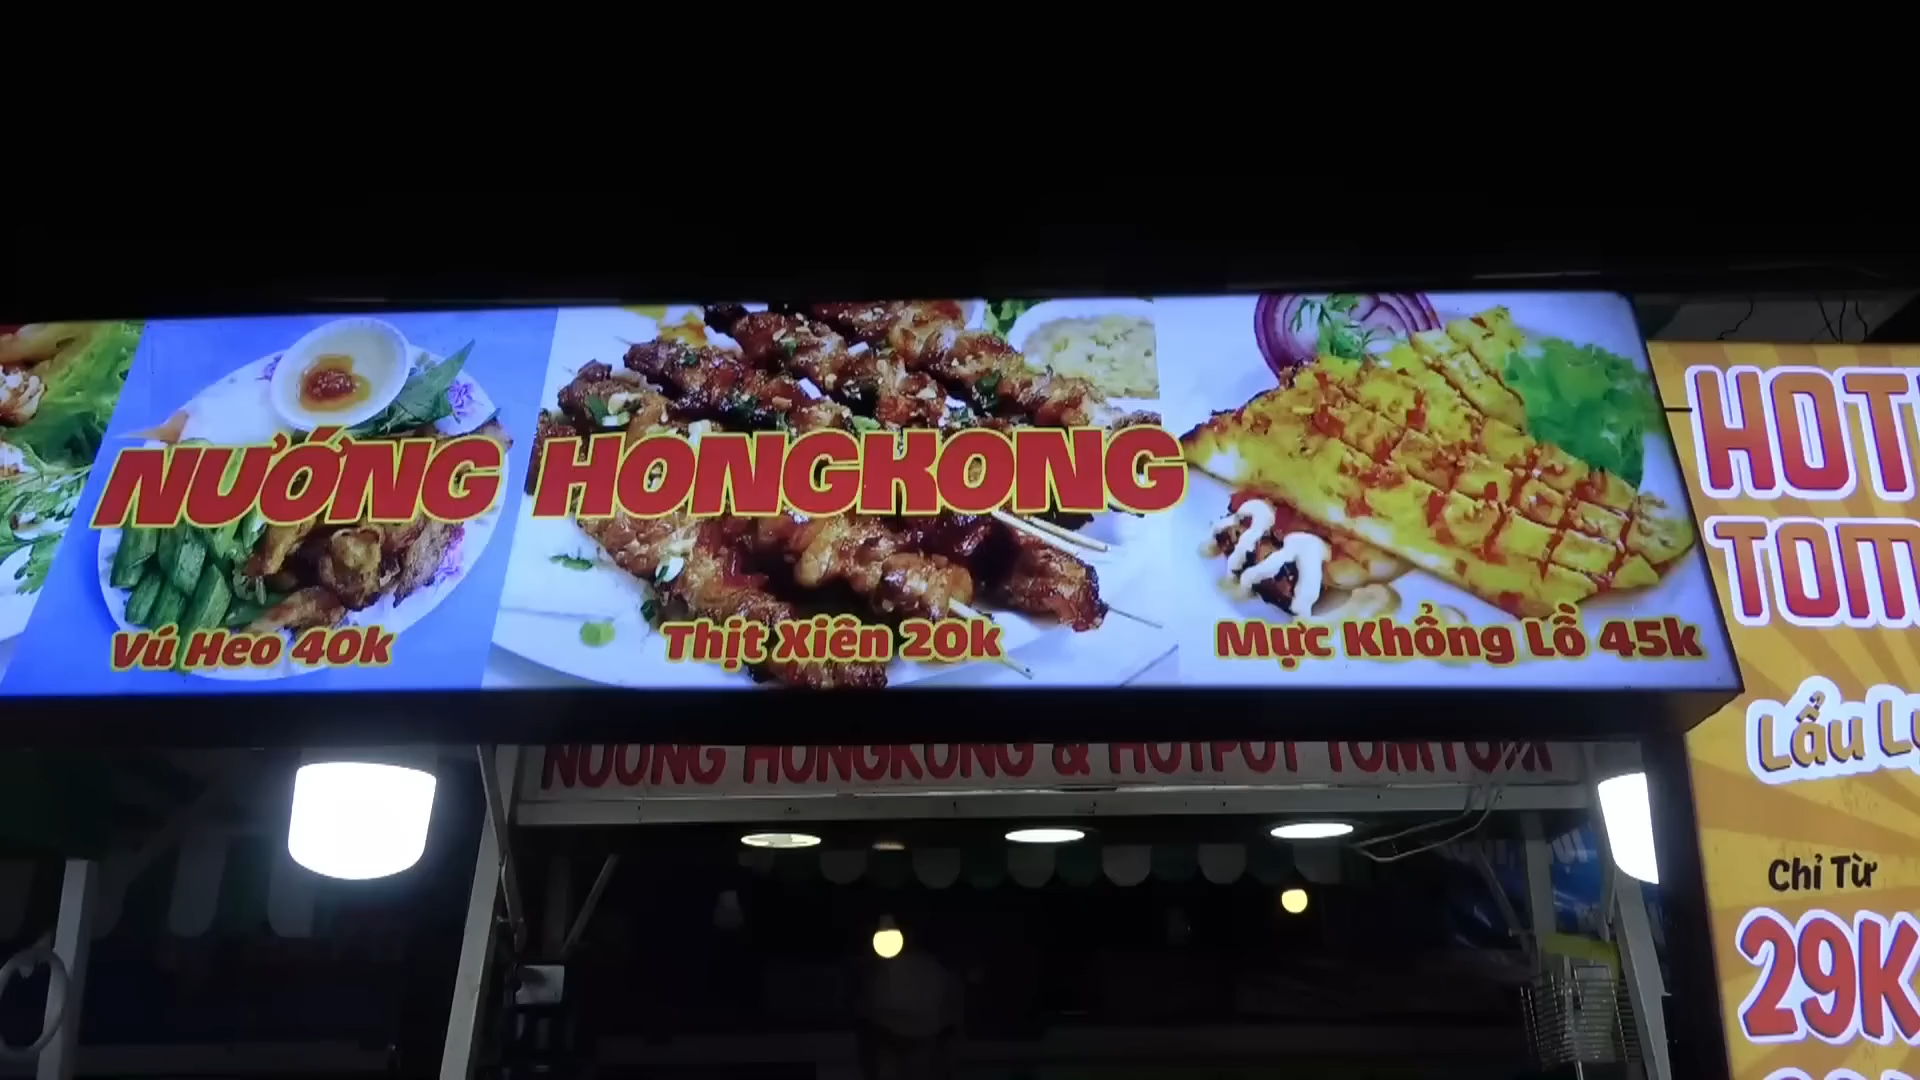 NƯỚNG HONGKONG
Vú Heo 40k
Thịt Xiên 20k
Mực Khổng Lồ 45k
NƯỚNG HONGKONG & HOTPOT TOMTOM
HOT
TOM
Lẩu
Chỉ Từ
29K